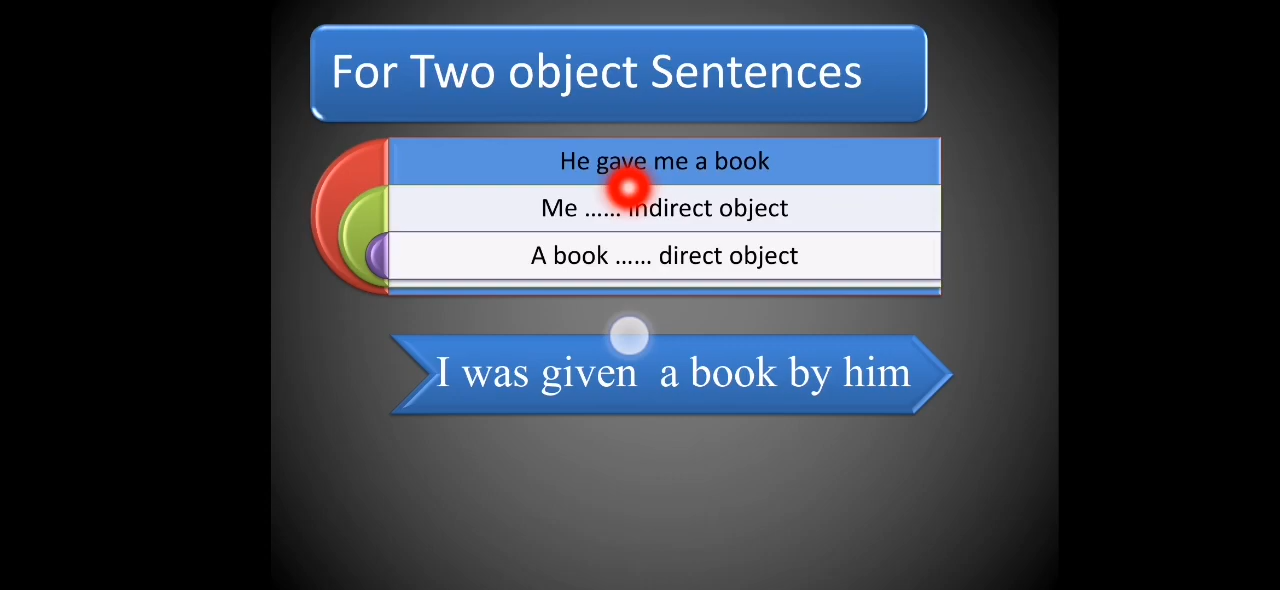 For Two object Sentences
He gave me a book
Me …… indirect object
A book …… direct object
I was given  a book by him